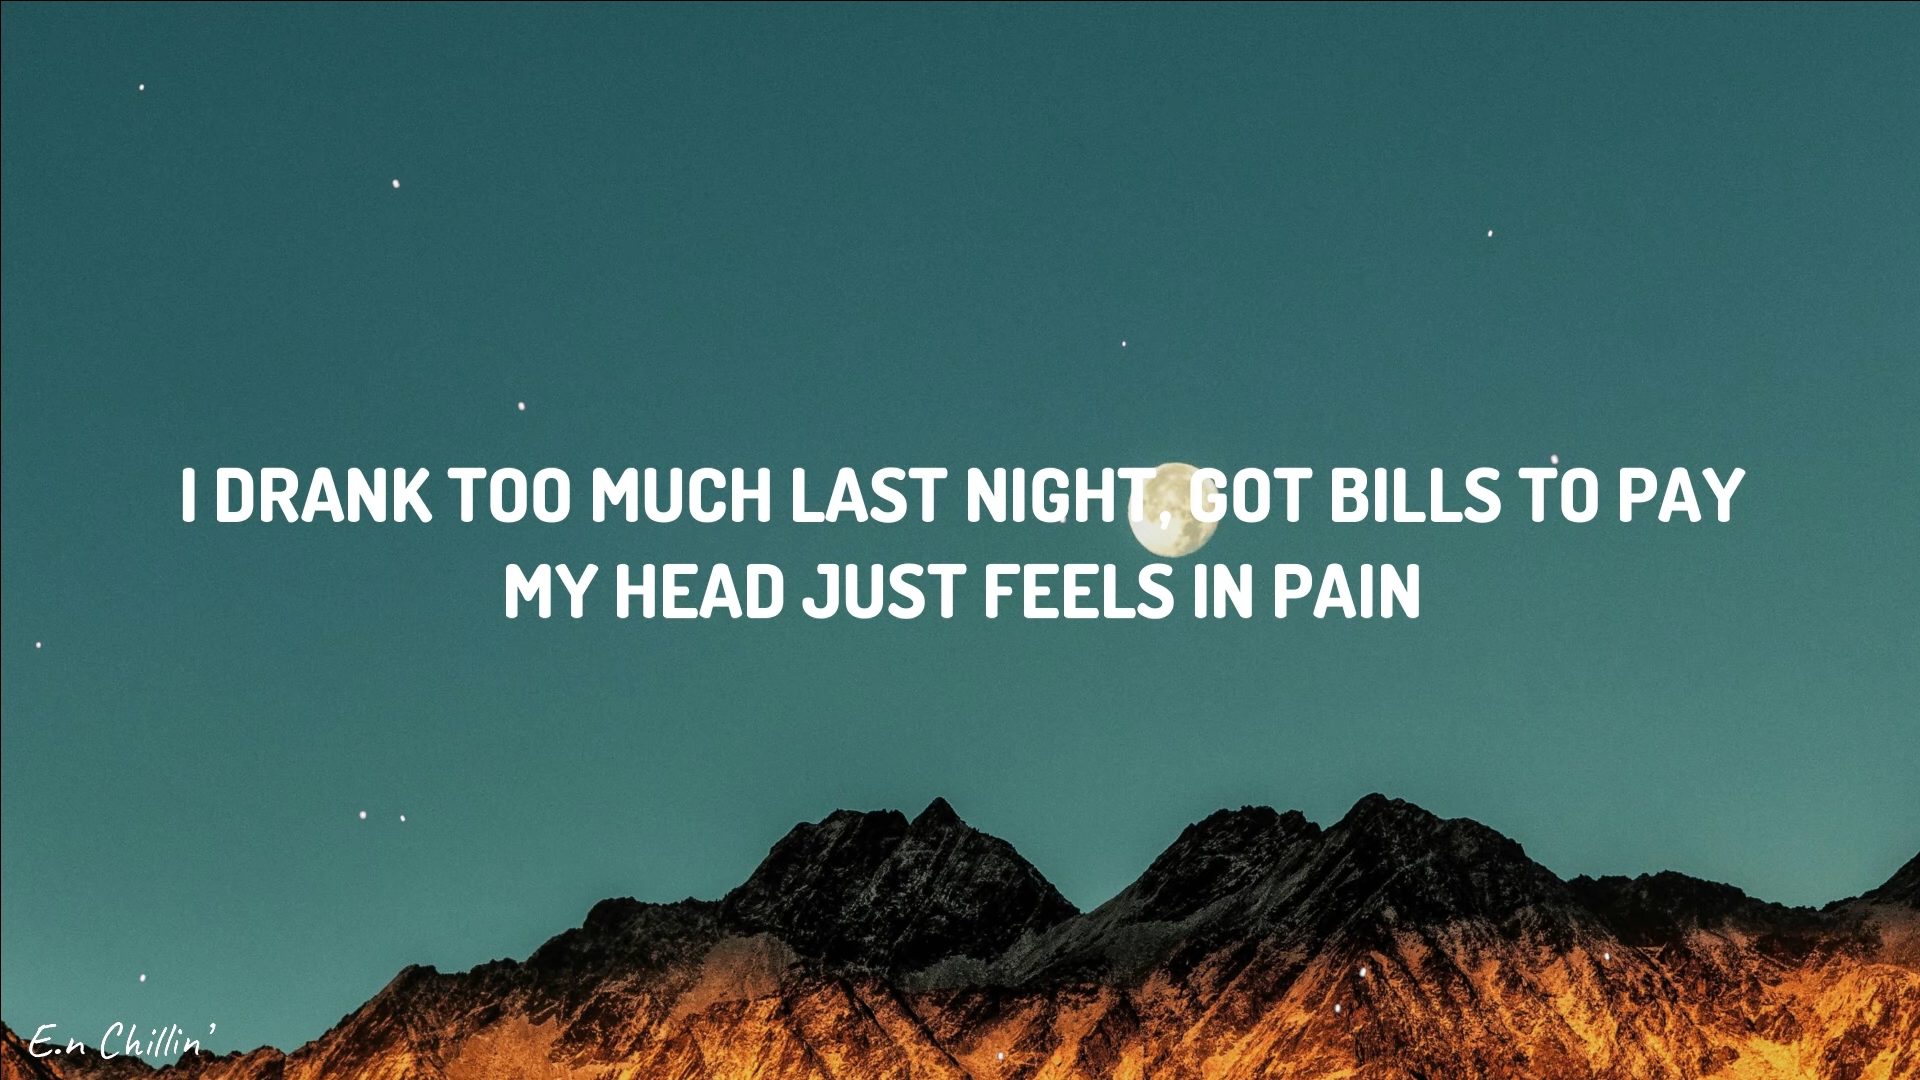 I DRANK TOO MUCH LAST NIGHT, GOT BILLS TO PAY
MY HEAD JUST FEELS IN PAIN
E.n Chillin'